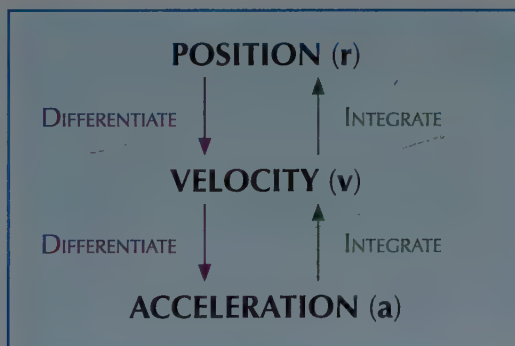 POSITION (r)
DIFFERENTIATE INTEGRATE
VELOCITY (v)
DIFFERENTIATE INTEGRATE
ACCELERATION (a)